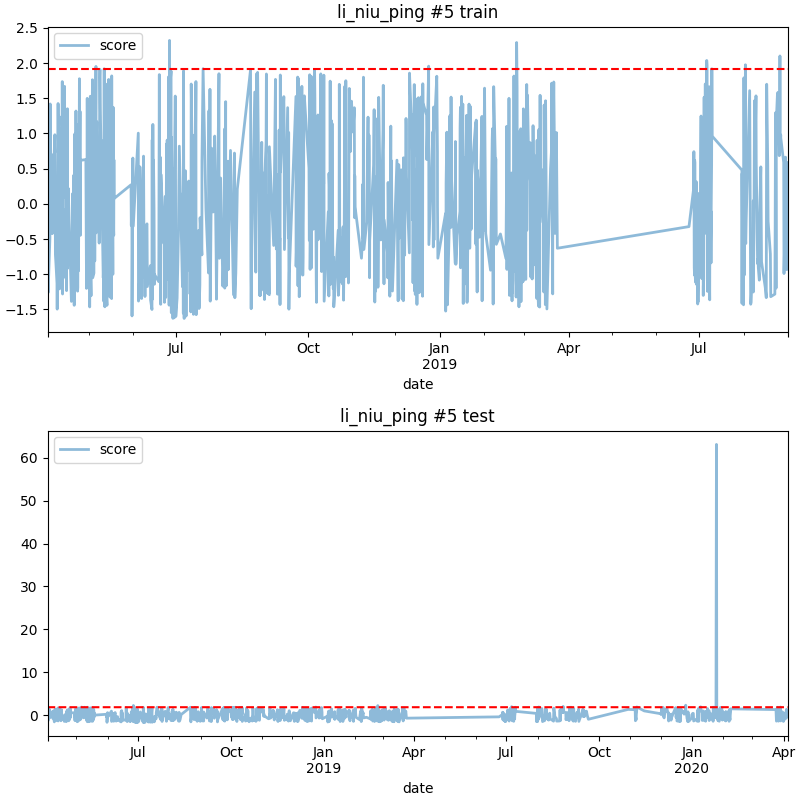 li_niu_ping #5 train
score
2.5
2.0
1.5
1.0
0.5
0.0
−0.5
−1.0
−1.5
Jul
Oct
Jan
2019
Apr
Jul
date
li_niu_ping #5 test
score
60
50
40
30
20
10
0
Jul
Oct
Jan
2019
Apr
Jul
Oct
Jan
2020
Apr
date